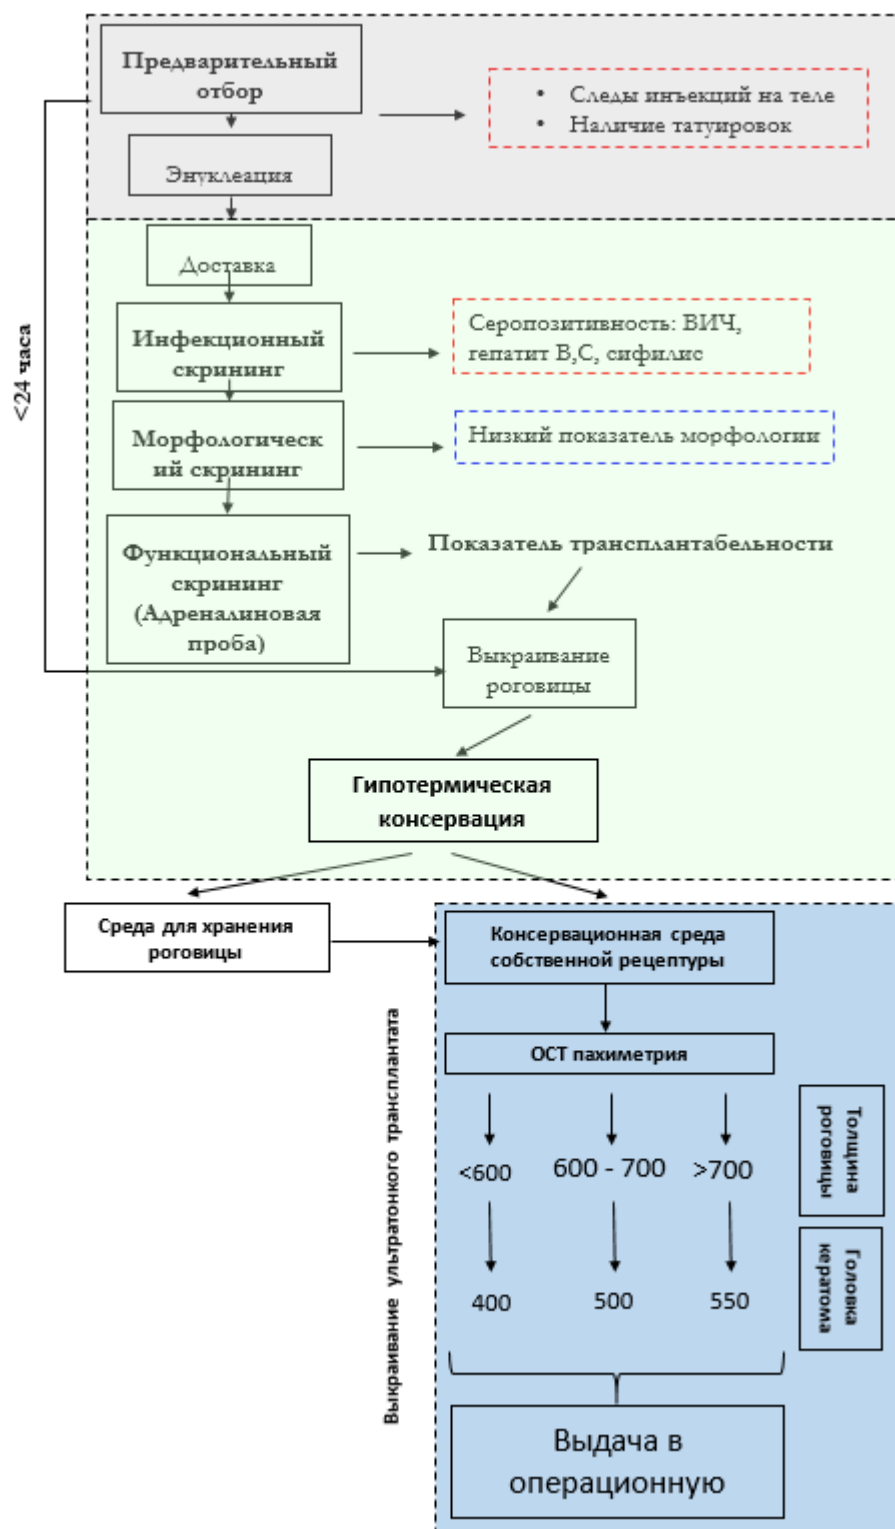 Предварительный
отбор
• Следы инъекций на теле
• Наличие татуировок
Энуклеация
Доставка
<24 часа
Инфекционный
скрининг
Серопозитивность: ВИЧ,
гепатит В,С, сифилис
Морфологическ
ий скрининг
Низкий показатель морфологии
Функциональный
скрининг
(Адреналиновая
проба)
Показатель трансплантабельности
Выкраивание
роговицы
Гипотермическая
консервация
Среда для хранения
роговицы
Консервационная среда
собственной рецептуры
Выкраивание ультратонкого трансплантата
ОСТ пахиметрия
Толщина
роговицы
<600
600 - 700
>700
Головка
кератома
400
500
550
Выдача в
операционную